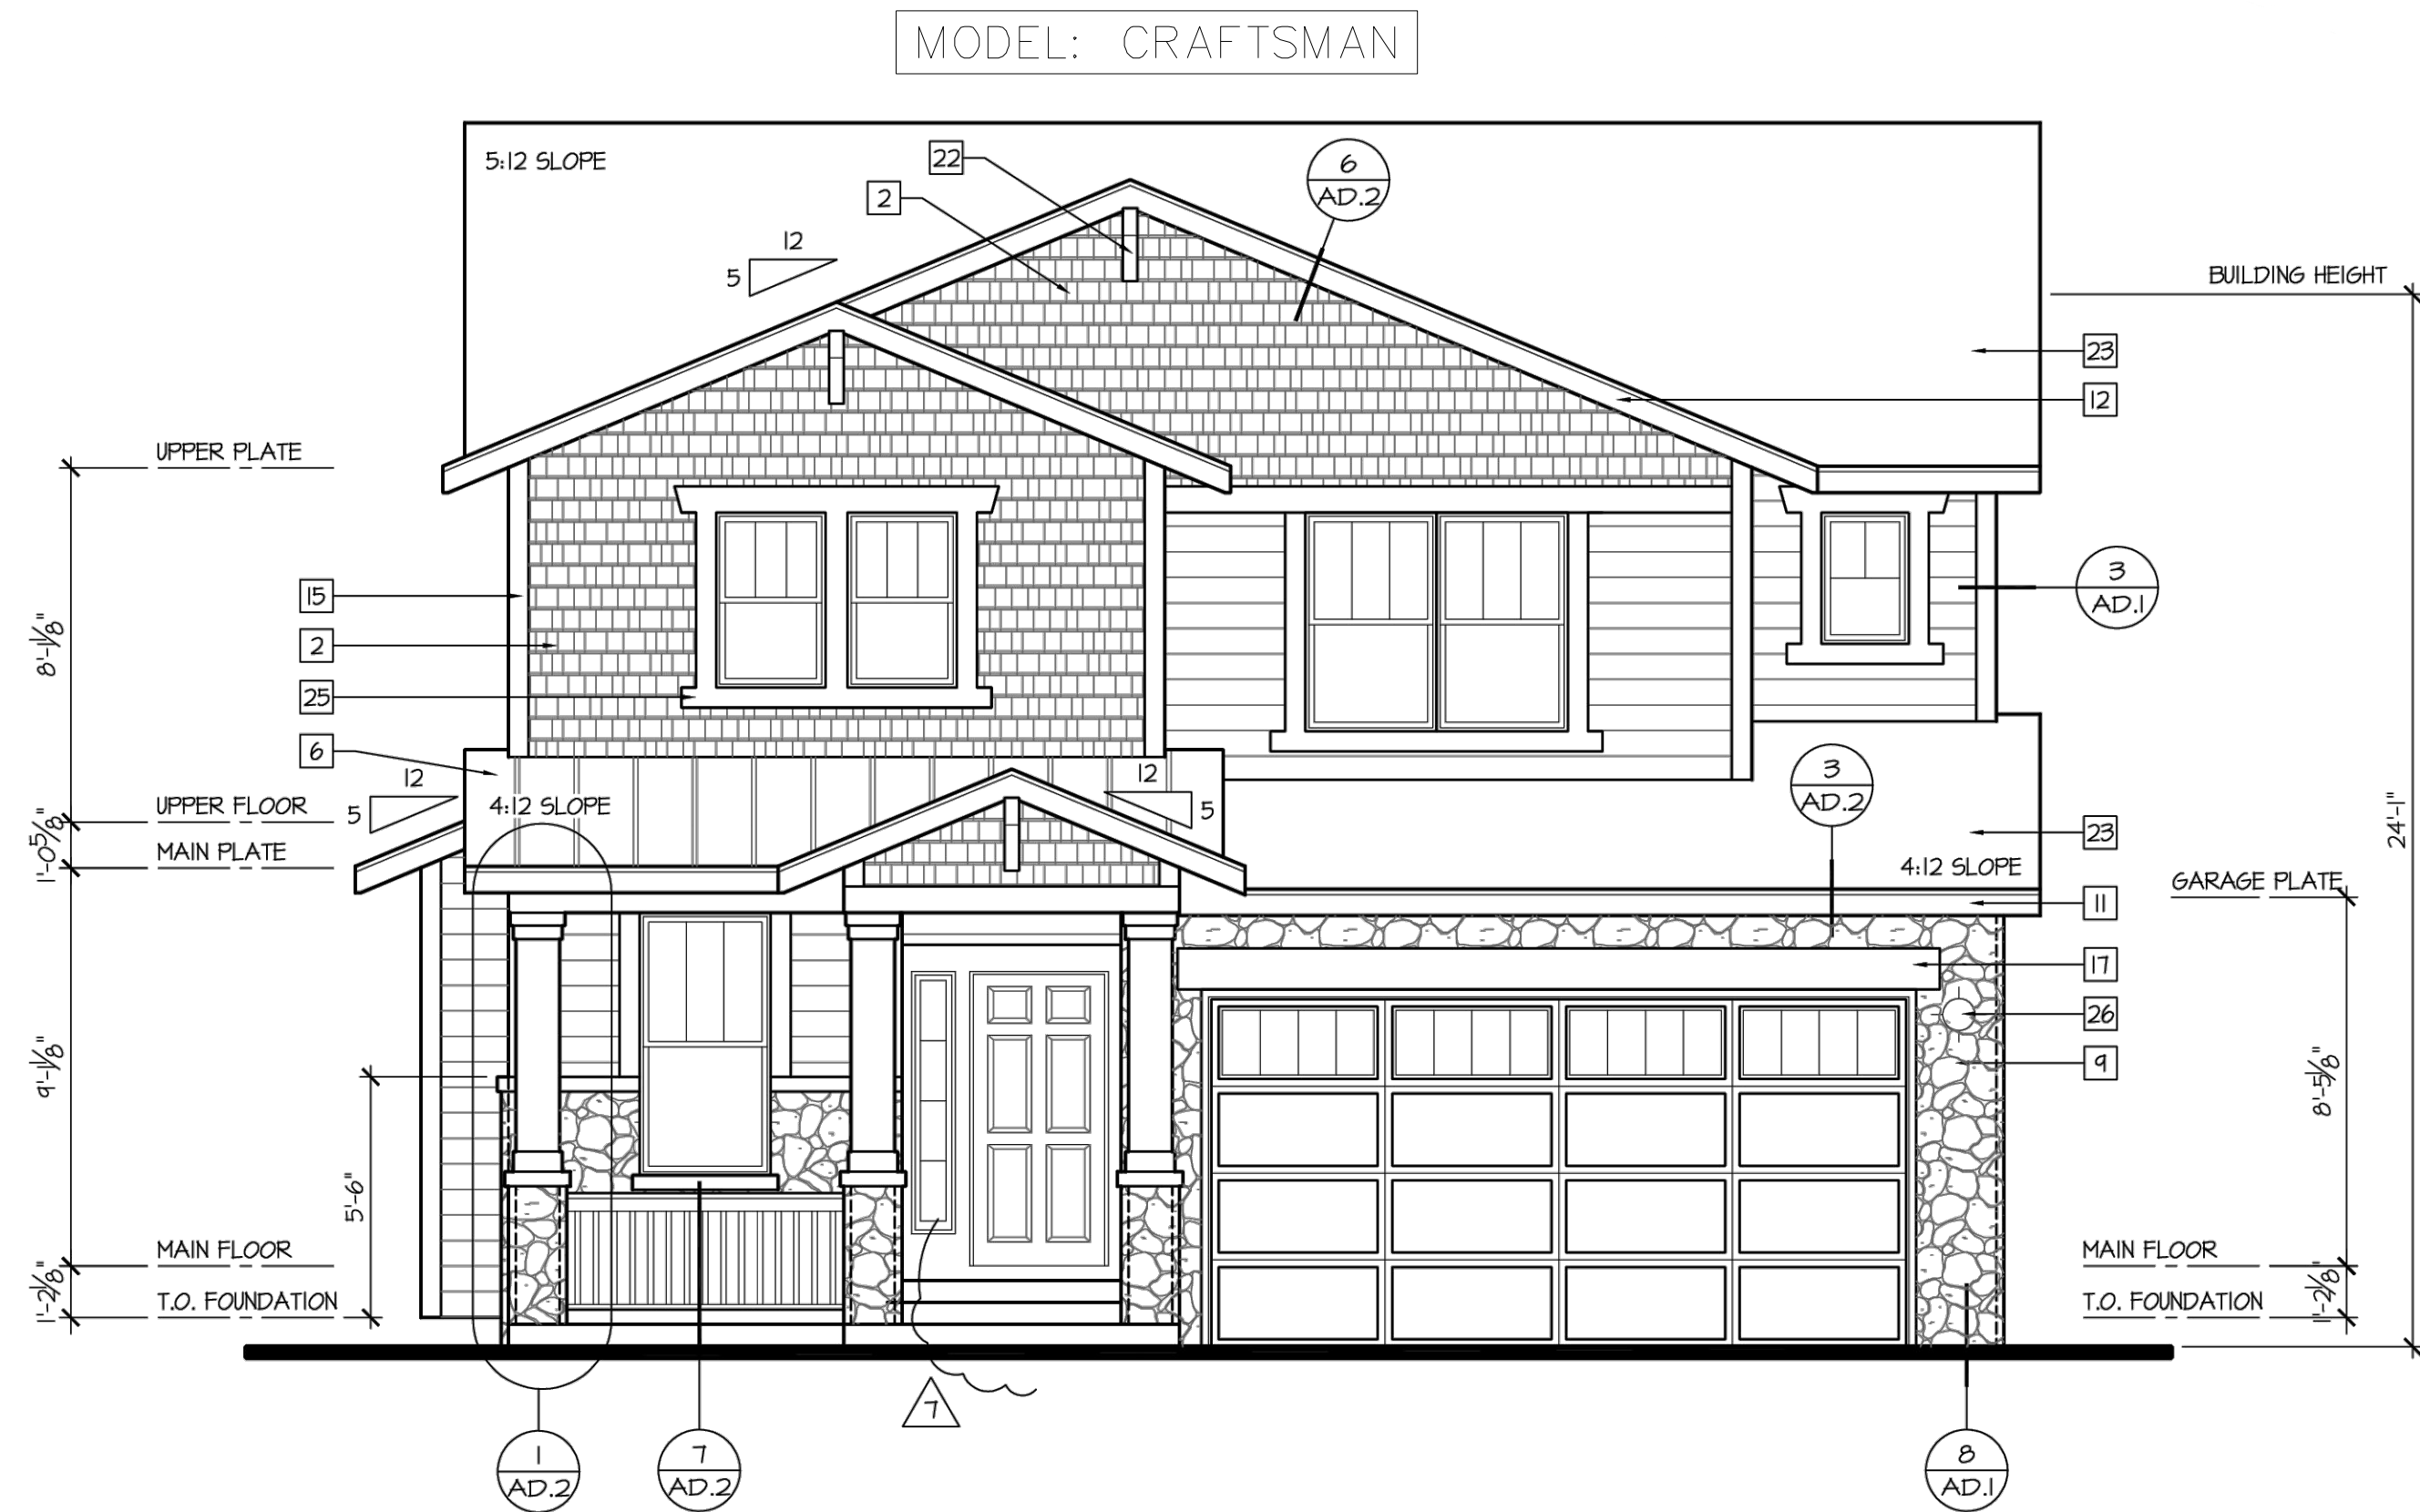 MODEL: CRAFTSMAN
5:12 SLOPE
22
2
6
AD.2
12
5
BUILDING HEIGHT
23
12
UPPER PLATE
15
2
25
6
3
AD.1
8'-1 1/8"
12
5
4:12 SLOPE
12
5
3
AD.2
24'-1"
UPPER FLOOR
1'-0 5/8"
MAIN PLATE
23
4:12 SLOPE
GARAGE PLATE
11
17
26
9
9'-1 1/8"
8'-5 1/8"
5'-6"
MAIN FLOOR
1'-2 1/8"
T.O. FOUNDATION
MAIN FLOOR
1'-2 1/8"
T.O. FOUNDATION
7
1
AD.2
7
AD.2
8
AD.1